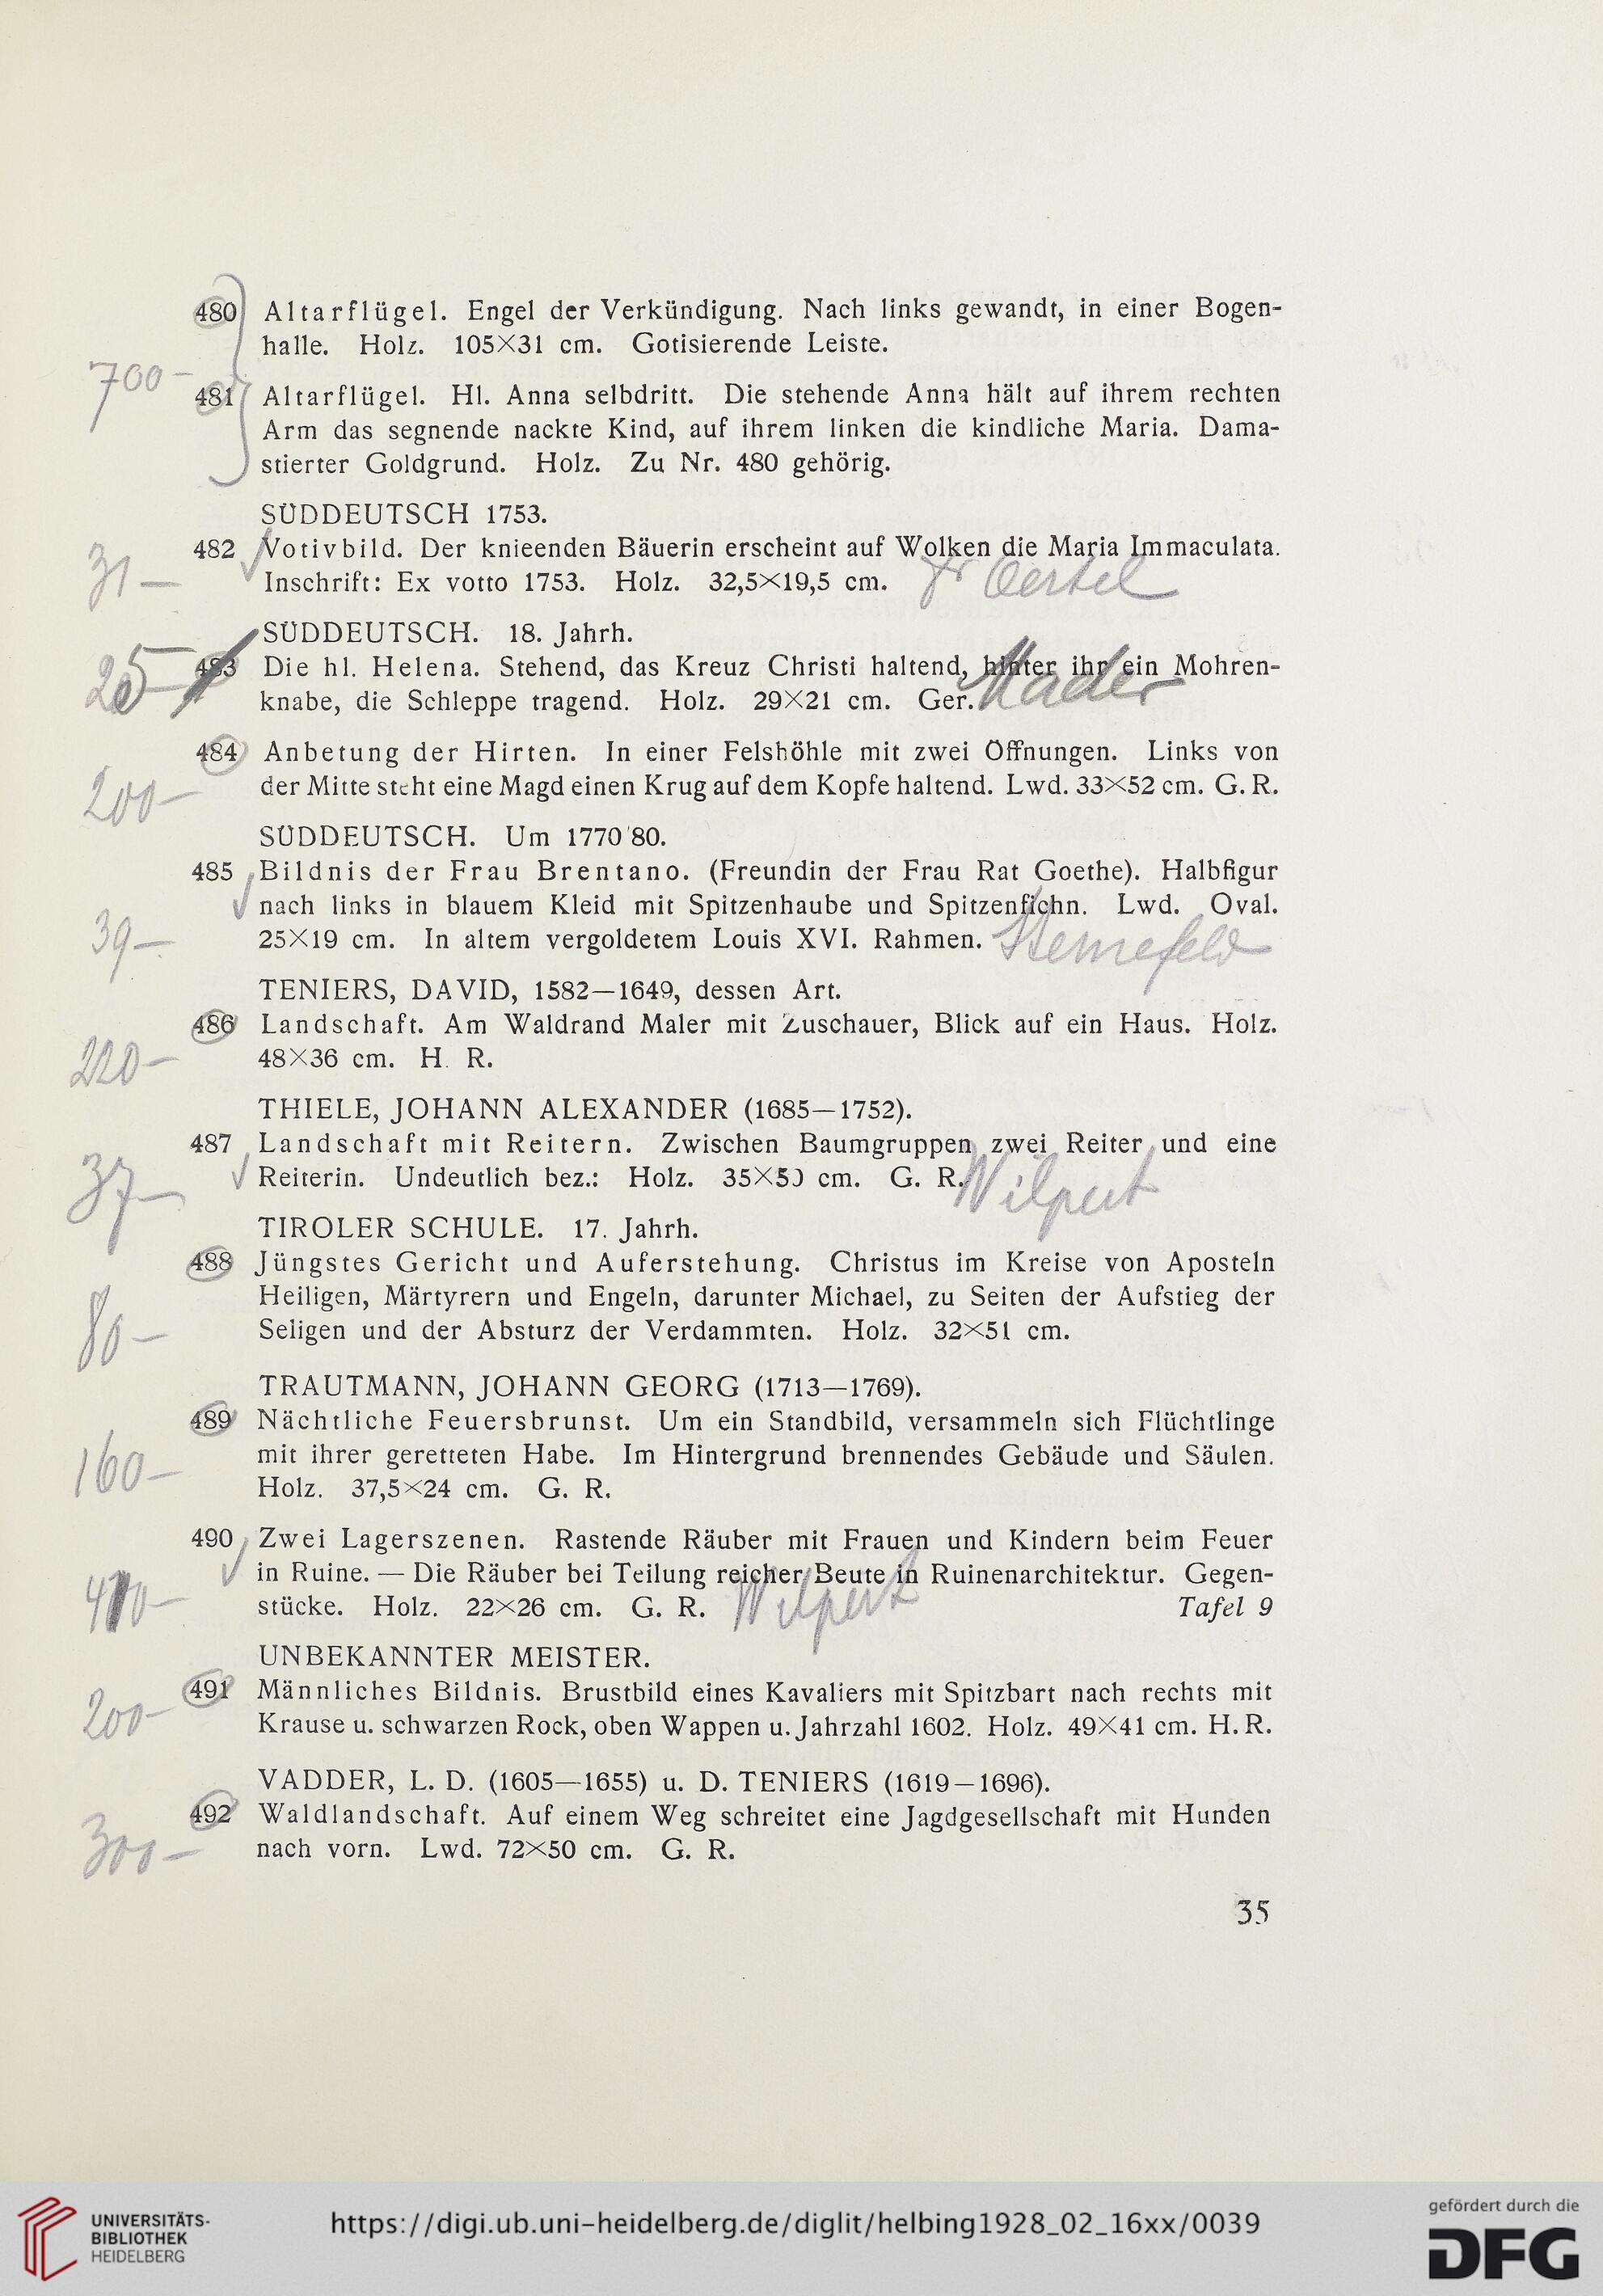 480 Altarflügel. Engel der Verkündigung. Nach links gewandt, in einer Bogen-
halle. Holz. 105×31 cm. Gotisierende Leiste.
700 –
481 Altarflügel. Hl. Anna selbdritt. Die stehende Anna hält auf ihrem rechten
Arm das segnende nackte Kind, auf ihrem linken die kindliche Maria. Dama-
stierter Goldgrund. Holz. Zu Nr. 480 gehörig.
SÜDDEUTSCH 1753.
482 Votivbild. Der knieenden Bäuerin erscheint auf Wolken die Maria Immaculata.
31 – Inschrift: Ex votto 1753. Holz. 32,5×19,5 cm. Dr Oertel
SÜDDEUTSCH. 18. Jahrh.
483 Die hl. Helena. Stehend, das Kreuz Christi haltend, hinter ihr ein Mohren-
knabe, die Schleppe tragend. Holz. 29×21 cm. Ger. Mader
484 Anbetung der Hirten. In einer Felshöhle mit zwei Öffnungen. Links von
200 – der Mitte steht eine Magd einen Krug auf dem Kopfe haltend. Lwd. 33×52 cm. G. R.
SÜDDEUTSCH. Um 1770 80.
485 Bildnis der Frau Brentano. (Freundin der Frau Rat Goethe). Halbfigur
nach links in blauem Kleid mit Spitzenhaube und Spitzenfichn. Lwd. Oval.
39 – 25×19 cm. In altem vergoldetem Louis XVI. Rahmen.
TENIERS, DAVID, 1582—1649, dessen Art.
486 Landschaft. Am Waldrand Maler mit Zuschauer, Blick auf ein Haus. Holz.
220 – 48×36 cm. H. R.
THIELE, JOHANN ALEXANDER (1685—1752).
487 Landschaft mit Reitern. Zwischen Baumgruppen zwei Reiter und eine
37 – Reiterin. Undeutlich bez.: Holz. 35×50 cm. G. R. Wilpert
TIROLER SCHULE. 17. Jahrh.
488 Jüngstes Gericht und Auferstehung. Christus im Kreise von Aposteln
Heiligen, Märtyrern und Engeln, darunter Michael, zu Seiten der Aufstieg der
80 – Seligen und der Absturz der Verdammten. Holz. 32×51 cm.
TRAUTMANN, JOHANN GEORG (1713—1769).
489 Nächtliche Feuersbrunst. Um ein Standbild, versammeln sich Flüchtlinge
mit ihrer geretteten Habe. Im Hintergrund brennendes Gebäude und Säulen.
160 – Holz. 37,5×24 cm. G. R.
490 Zwei Lagerszenen. Rastende Räuber mit Frauen und Kindern beim Feuer
in Ruine. — Die Räuber bei Teilung reicher Beute in Ruinenarchitektur. Gegen-
stücke. Holz. 22×26 cm. G. R. Wilpert Tafel 9
UNBEKANNTER MEISTER.
491 Männliches Bildnis. Brustbild eines Kavaliers mit Spitzbart nach rechts mit
200 – Krause u. schwarzen Rock, oben Wappen u. Jahrzahl 1602. Holz. 49×41 cm. H. R.
VADDER, L. D. (1605—1655) u. D. TENIERS (1619—1696).
492 Waldlandschaft. Auf einem Weg schreitet eine Jagdgesellschaft mit Hunden
300 – nach vorn. Lwd. 72×50 cm. G. R.
35
UNIVERSITÄTS-
BIBLIOTHEK
HEIDELBERG
https://digi.ub.uni-heidelberg.de/diglit/helbing1928_02_16xx/0039
gefördert durch die
DFG